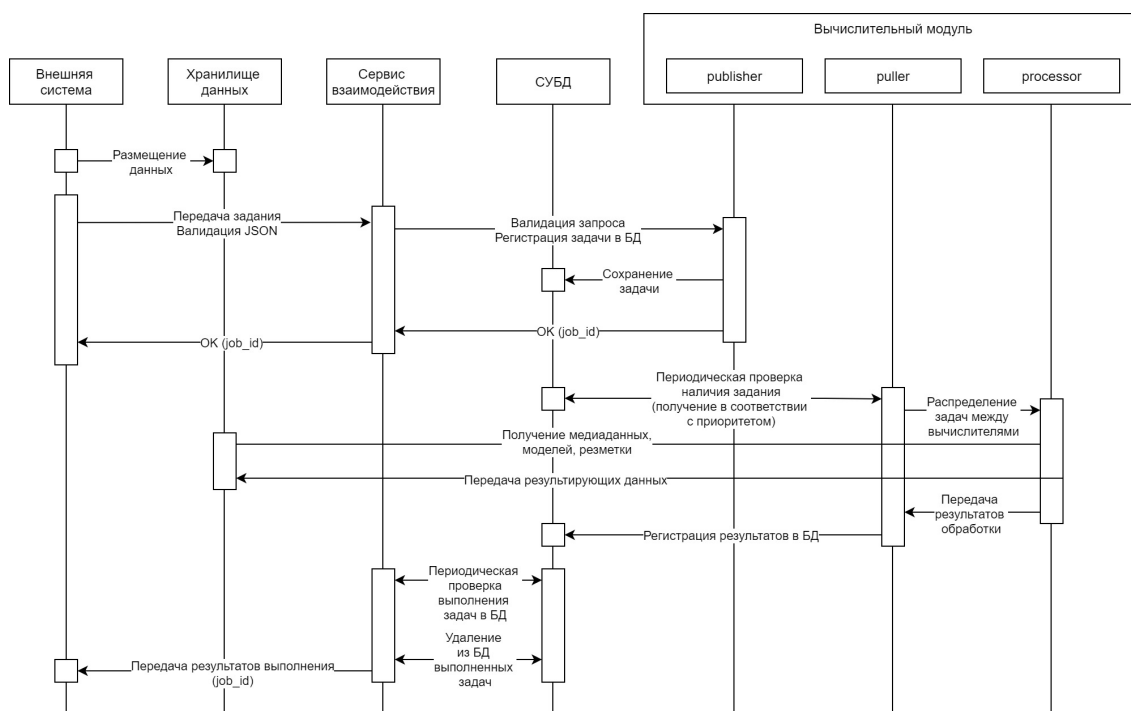 Вычислительный модуль
Внешняя
система
Хранилище
данных
Сервис
взаимодействия
СУБД
publisher
puller
processor
Размещение
данных
Передача задания
Валидация JSON
Валидация запроса
Регистрация задачи в БД
Сохранение
задачи
OK (job_id)
OK (job_id)
Периодическая проверка
наличия задания
(получение в соответствии
с приоритетом)
Распределение
задач между
вычислителями
Получение медиаданных,
моделей, резметки
Передача результирующих данных
Передача
результатов
обработки
Регистрация результатов в БД
Периодическая
проверка
выполнения
задач в БД
Удаление
из БД
выполненных
задач
Передача результатов выполнения
(job_id)